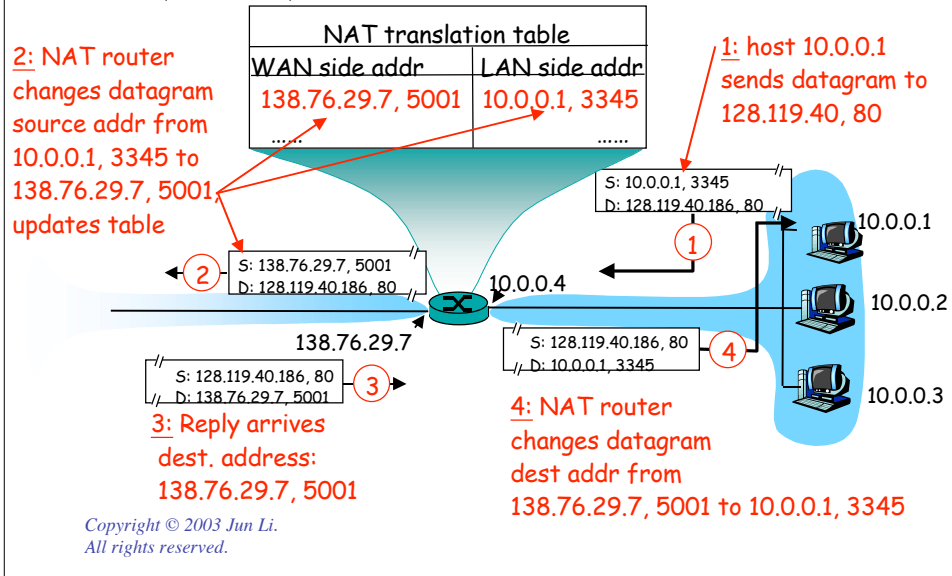 NAT translation table
WAN side addr LAN side addr
138.76.29.7, 5001 10.0.0.1, 3345
...... ......
2: NAT router
changes datagram
source addr from
10.0.0.1, 3345 to
138.76.29.7, 5001,
updates table
1: host 10.0.0.1
sends datagram to
128.119.40, 80
S: 10.0.0.1, 3345
D: 128.119.40.186, 80
1
10.0.0.1
S: 138.76.29.7, 5001
D: 128.119.40.186, 80
2
10.0.0.4
10.0.0.2
138.76.29.7
S: 128.119.40.186, 80
D: 10.0.0.1, 3345
4
S: 128.119.40.186, 80
D: 138.76.29.7, 5001
3
10.0.0.3
3: Reply arrives
dest. address:
138.76.29.7, 5001
4: NAT router
changes datagram
dest addr from
138.76.29.7, 5001 to 10.0.0.1, 3345
Copyright © 2003 Jun Li.
All rights reserved.